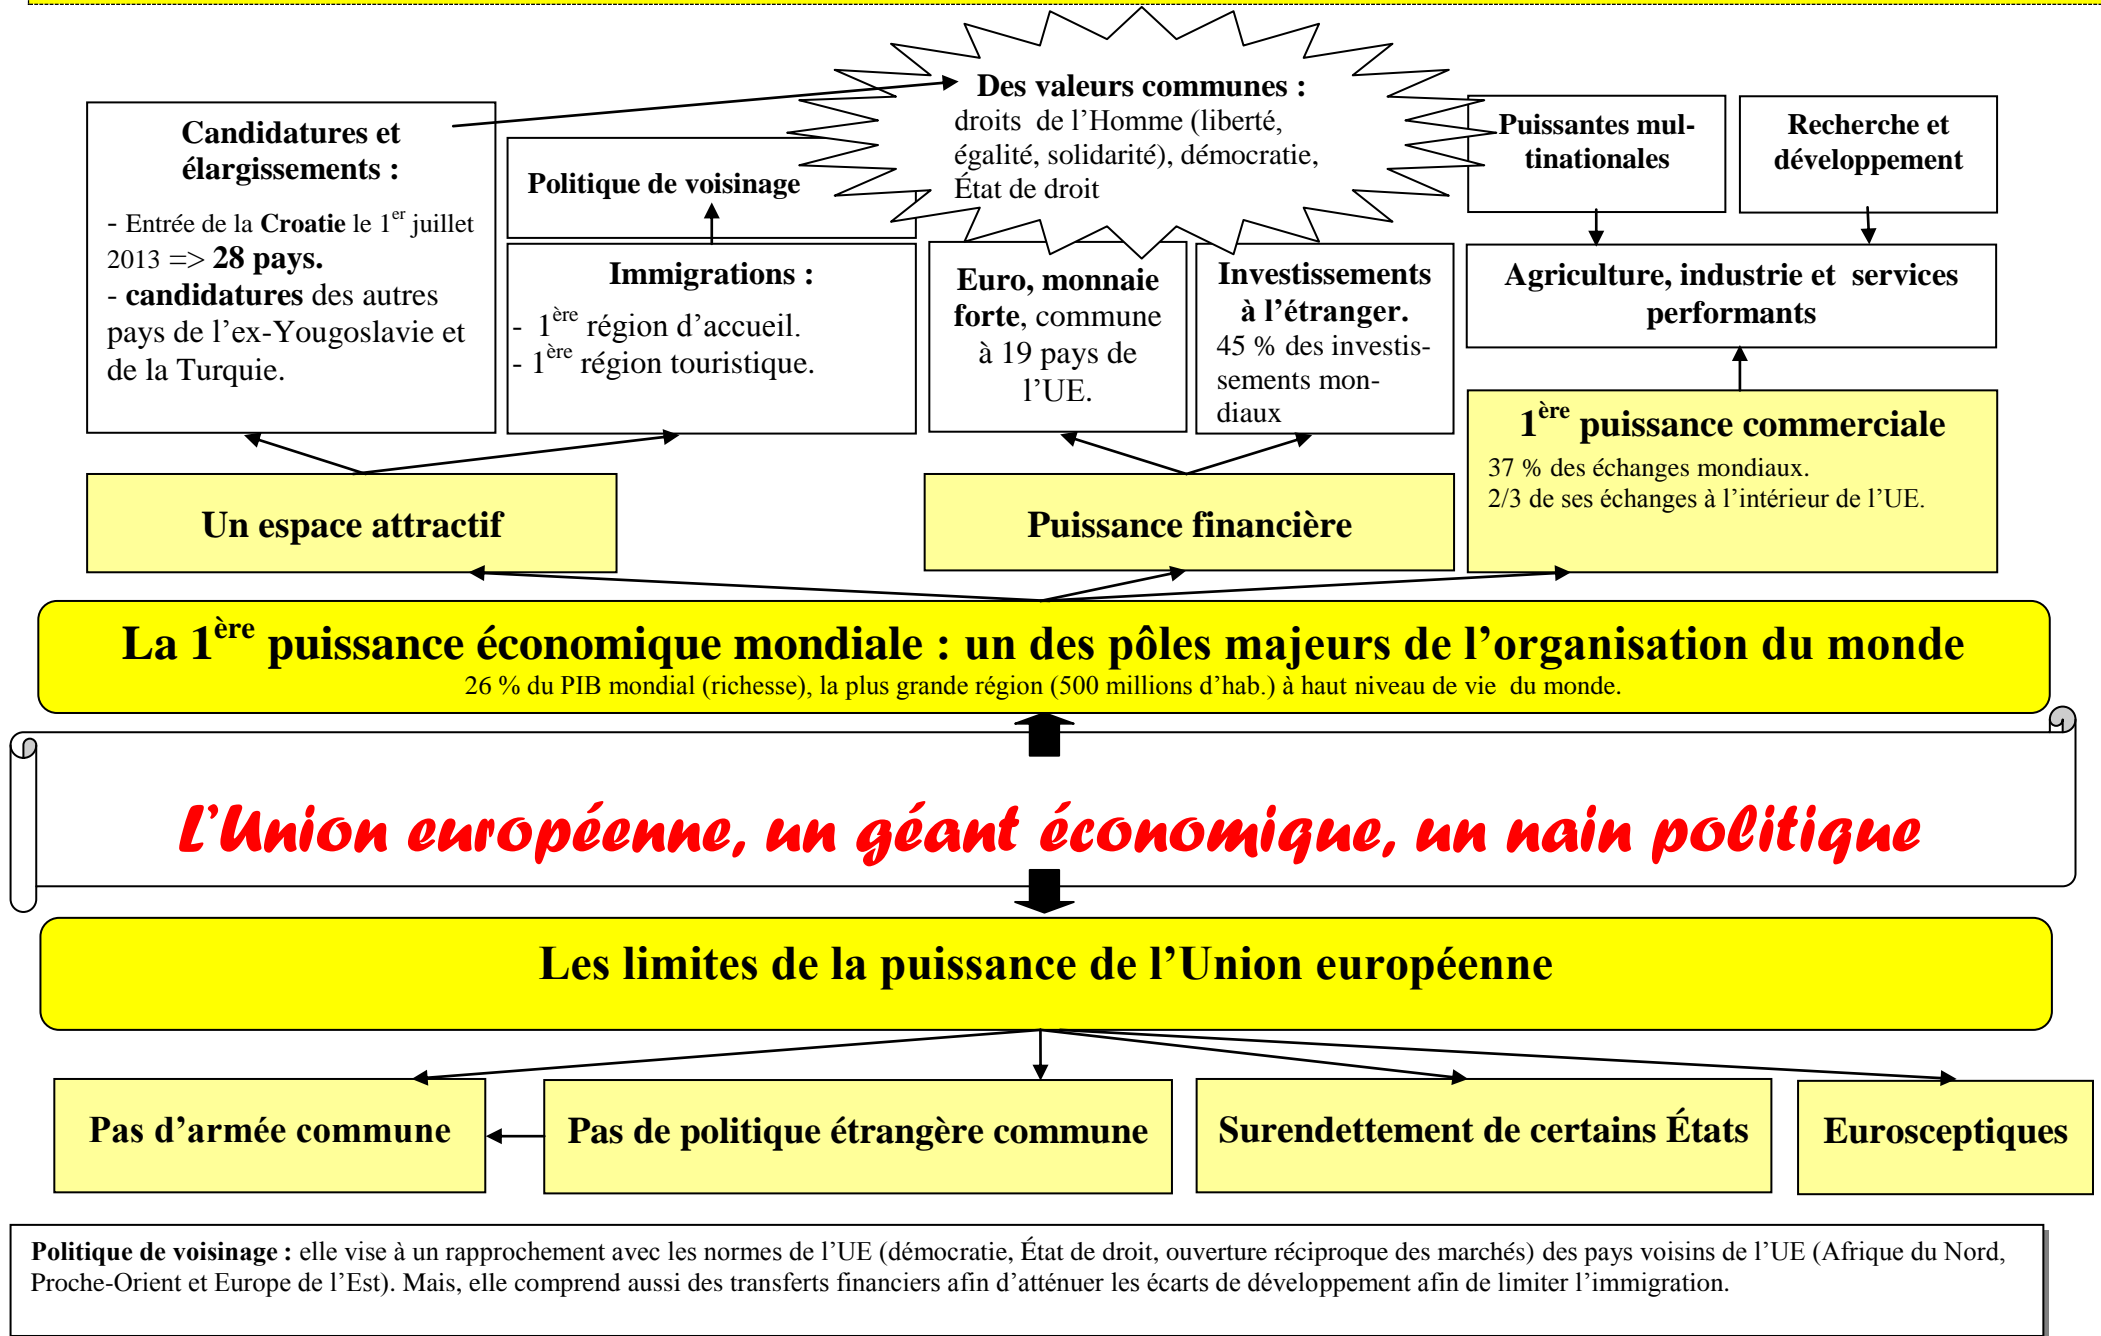 Des valeurs communes :
droits de l’Homme (liberté,
égalité, solidarité), démocratie,
État de droit
Candidatures et
élargissements :
- Entrée de la Croatie le 1er juillet
2013 => 28 pays.
- candidatures des autres
pays de l’ex-Yougoslavie et
de la Turquie.
Politique de voisinage
Immigrations :
- 1ère région d’accueil.
- 1ère région touristique.
Euro, monnaie
forte, commune
à 19 pays de
l’UE.
Investissements
à l’étranger.
45 % des investis-
sements mon-
diaux
Puissantes mul-
tinationales
Recherche et
développement
Agriculture, industrie et services
performants
1ère puissance commerciale
37 % des échanges mondiaux.
2/3 de ses échanges à l’intérieur de l’UE.
Un espace attractif
Puissance financière
La 1ère puissance économique mondiale : un des pôles majeurs de l’organisation du monde
26 % du PIB mondial (richesse), la plus grande région (500 millions d’hab.) à haut niveau de vie du monde.
L’Union européenne, un géant économique, un nain politique
Les limites de la puissance de l’Union européenne
Pas d’armée commune
Pas de politique étrangère commune
Surendettement de certains États
Eurosceptiques
Politique de voisinage : elle vise à un rapprochement avec les normes de l’UE (démocratie, État de droit, ouverture réciproque des marchés) des pays voisins de l’UE (Afrique du Nord,
Proche-Orient et Europe de l’Est). Mais, elle comprend aussi des transferts financiers afin d’atténuer les écarts de développement afin de limiter l’immigration.